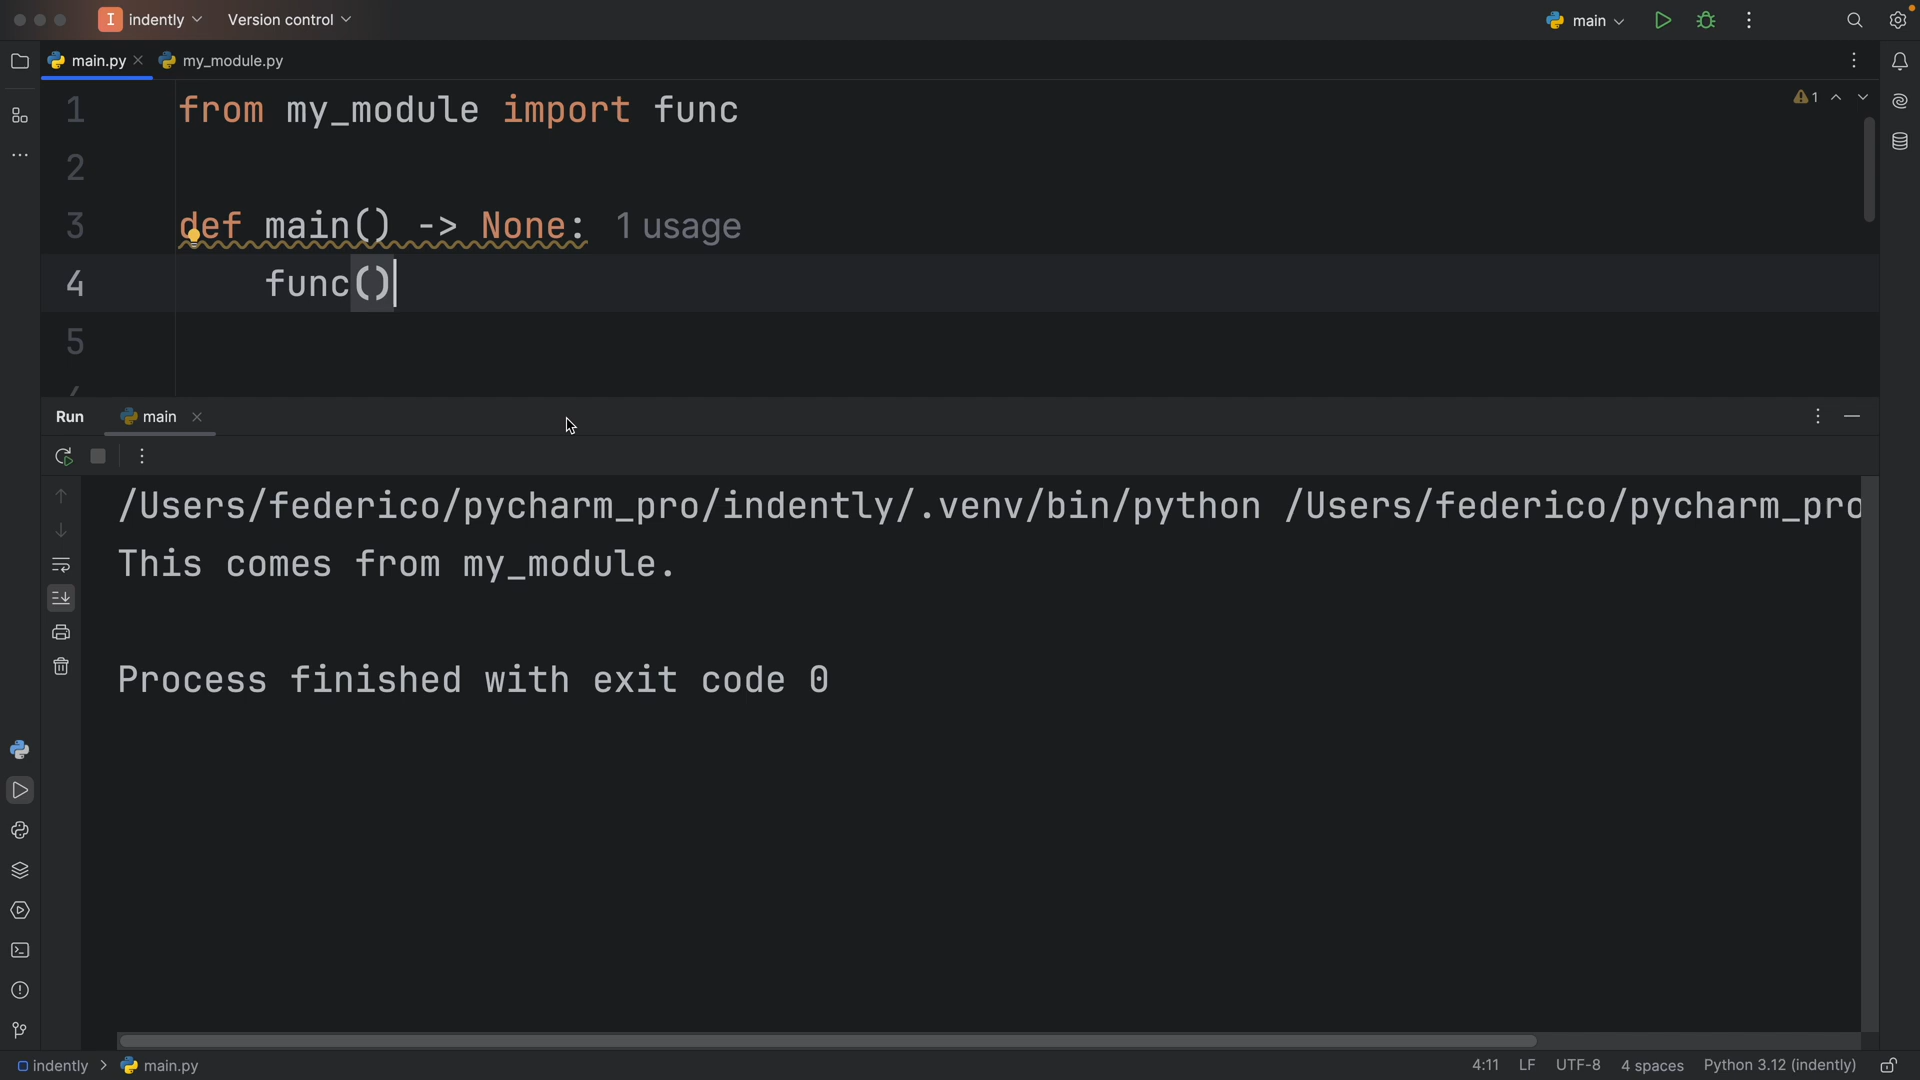 I indently Version control main
main.py my_module.py
1 from my_module import func 1
2
3 def main() -> None: 1 usage
4 func()
5
Run main
/Users/federico/pycharm_pro/indently/.venv/bin/python /Users/federico/pycharm_pro
This comes from my_module.
Process finished with exit code 0
indently > main.py 4:11 LF UTF-8 4 spaces Python 3.12 (indently)